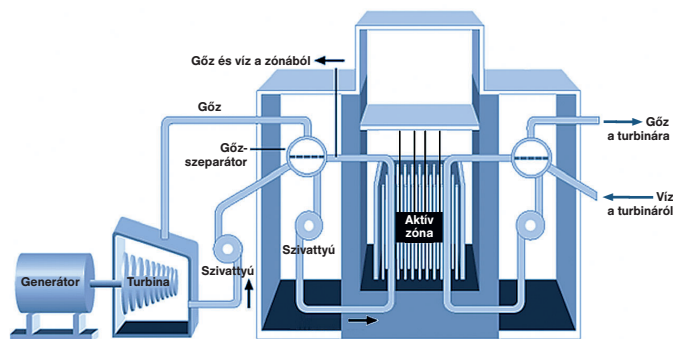 Gőz és víz a zónából
Gőz
Gőz
a turbinára
Gőz-
szeparátor
Víz
a turbináról
Aktív
zóna
Szivattyú
Szivattyú
Generátor
Turbina